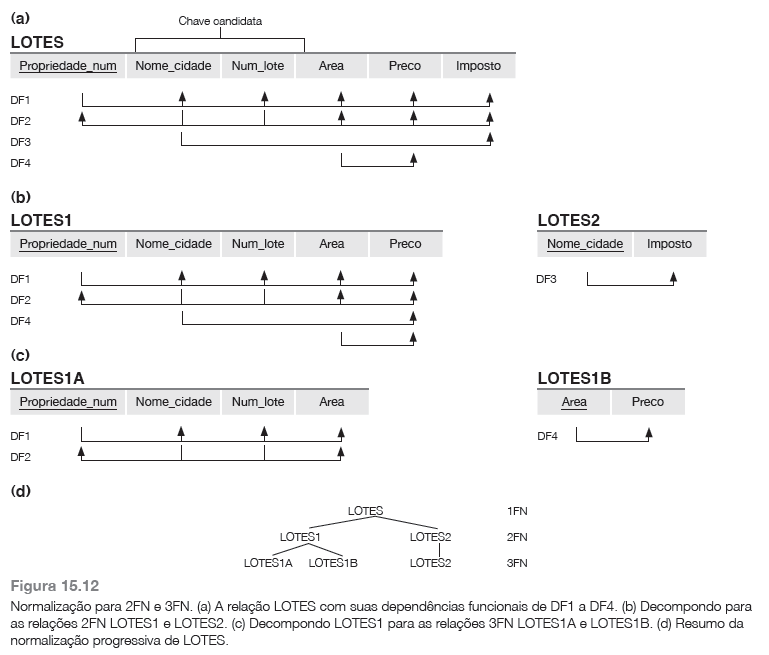 (a)
Chave candidata
LOTES
Propriedade_num Nome_cidade Num_lote Area Preco Imposto
DF1
DF2
DF3
DF4
(b)
LOTES1 LOTES2
Propriedade_num Nome_cidade Num_lote Area Preco Nome_cidade Imposto
DF1 DF3
DF2
DF4
(c)
LOTES1A LOTES1B
Propriedade_num Nome_cidade Num_lote Area Area Preco
DF1 DF4
DF2
(d)
LOTES 1FN
LOTES1 LOTES2 2FN
LOTES1A LOTES1B LOTES2 3FN
Figura 15.12
Normalização para 2FN e 3FN. (a) A relação LOTES com suas dependências funcionais de DF1 a DF4. (b) Decompondo para
as relações 2FN LOTES1 e LOTES2. (c) Decompondo LOTES1 para as relações 3FN LOTES1A e LOTES1B. (d) Resumo da
normalização progressiva de LOTES.